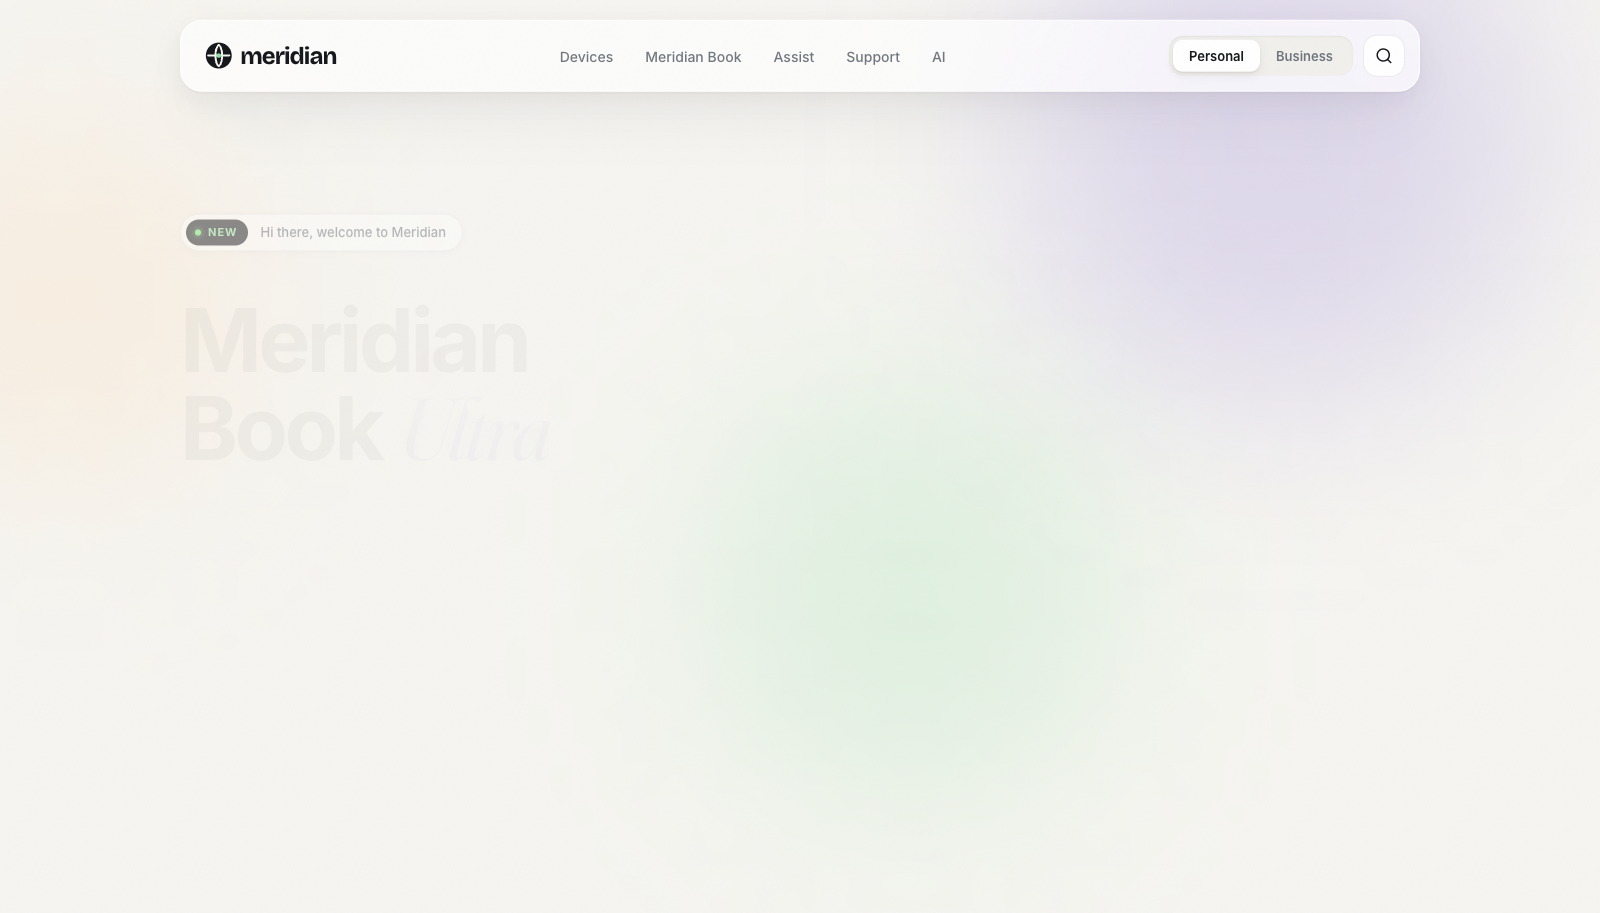 meridian
Devices
Meridian Book
Assist
Support
AI
Personal
Business
NEW
Hi there, welcome to Meridian
Meridian
Book Ultra